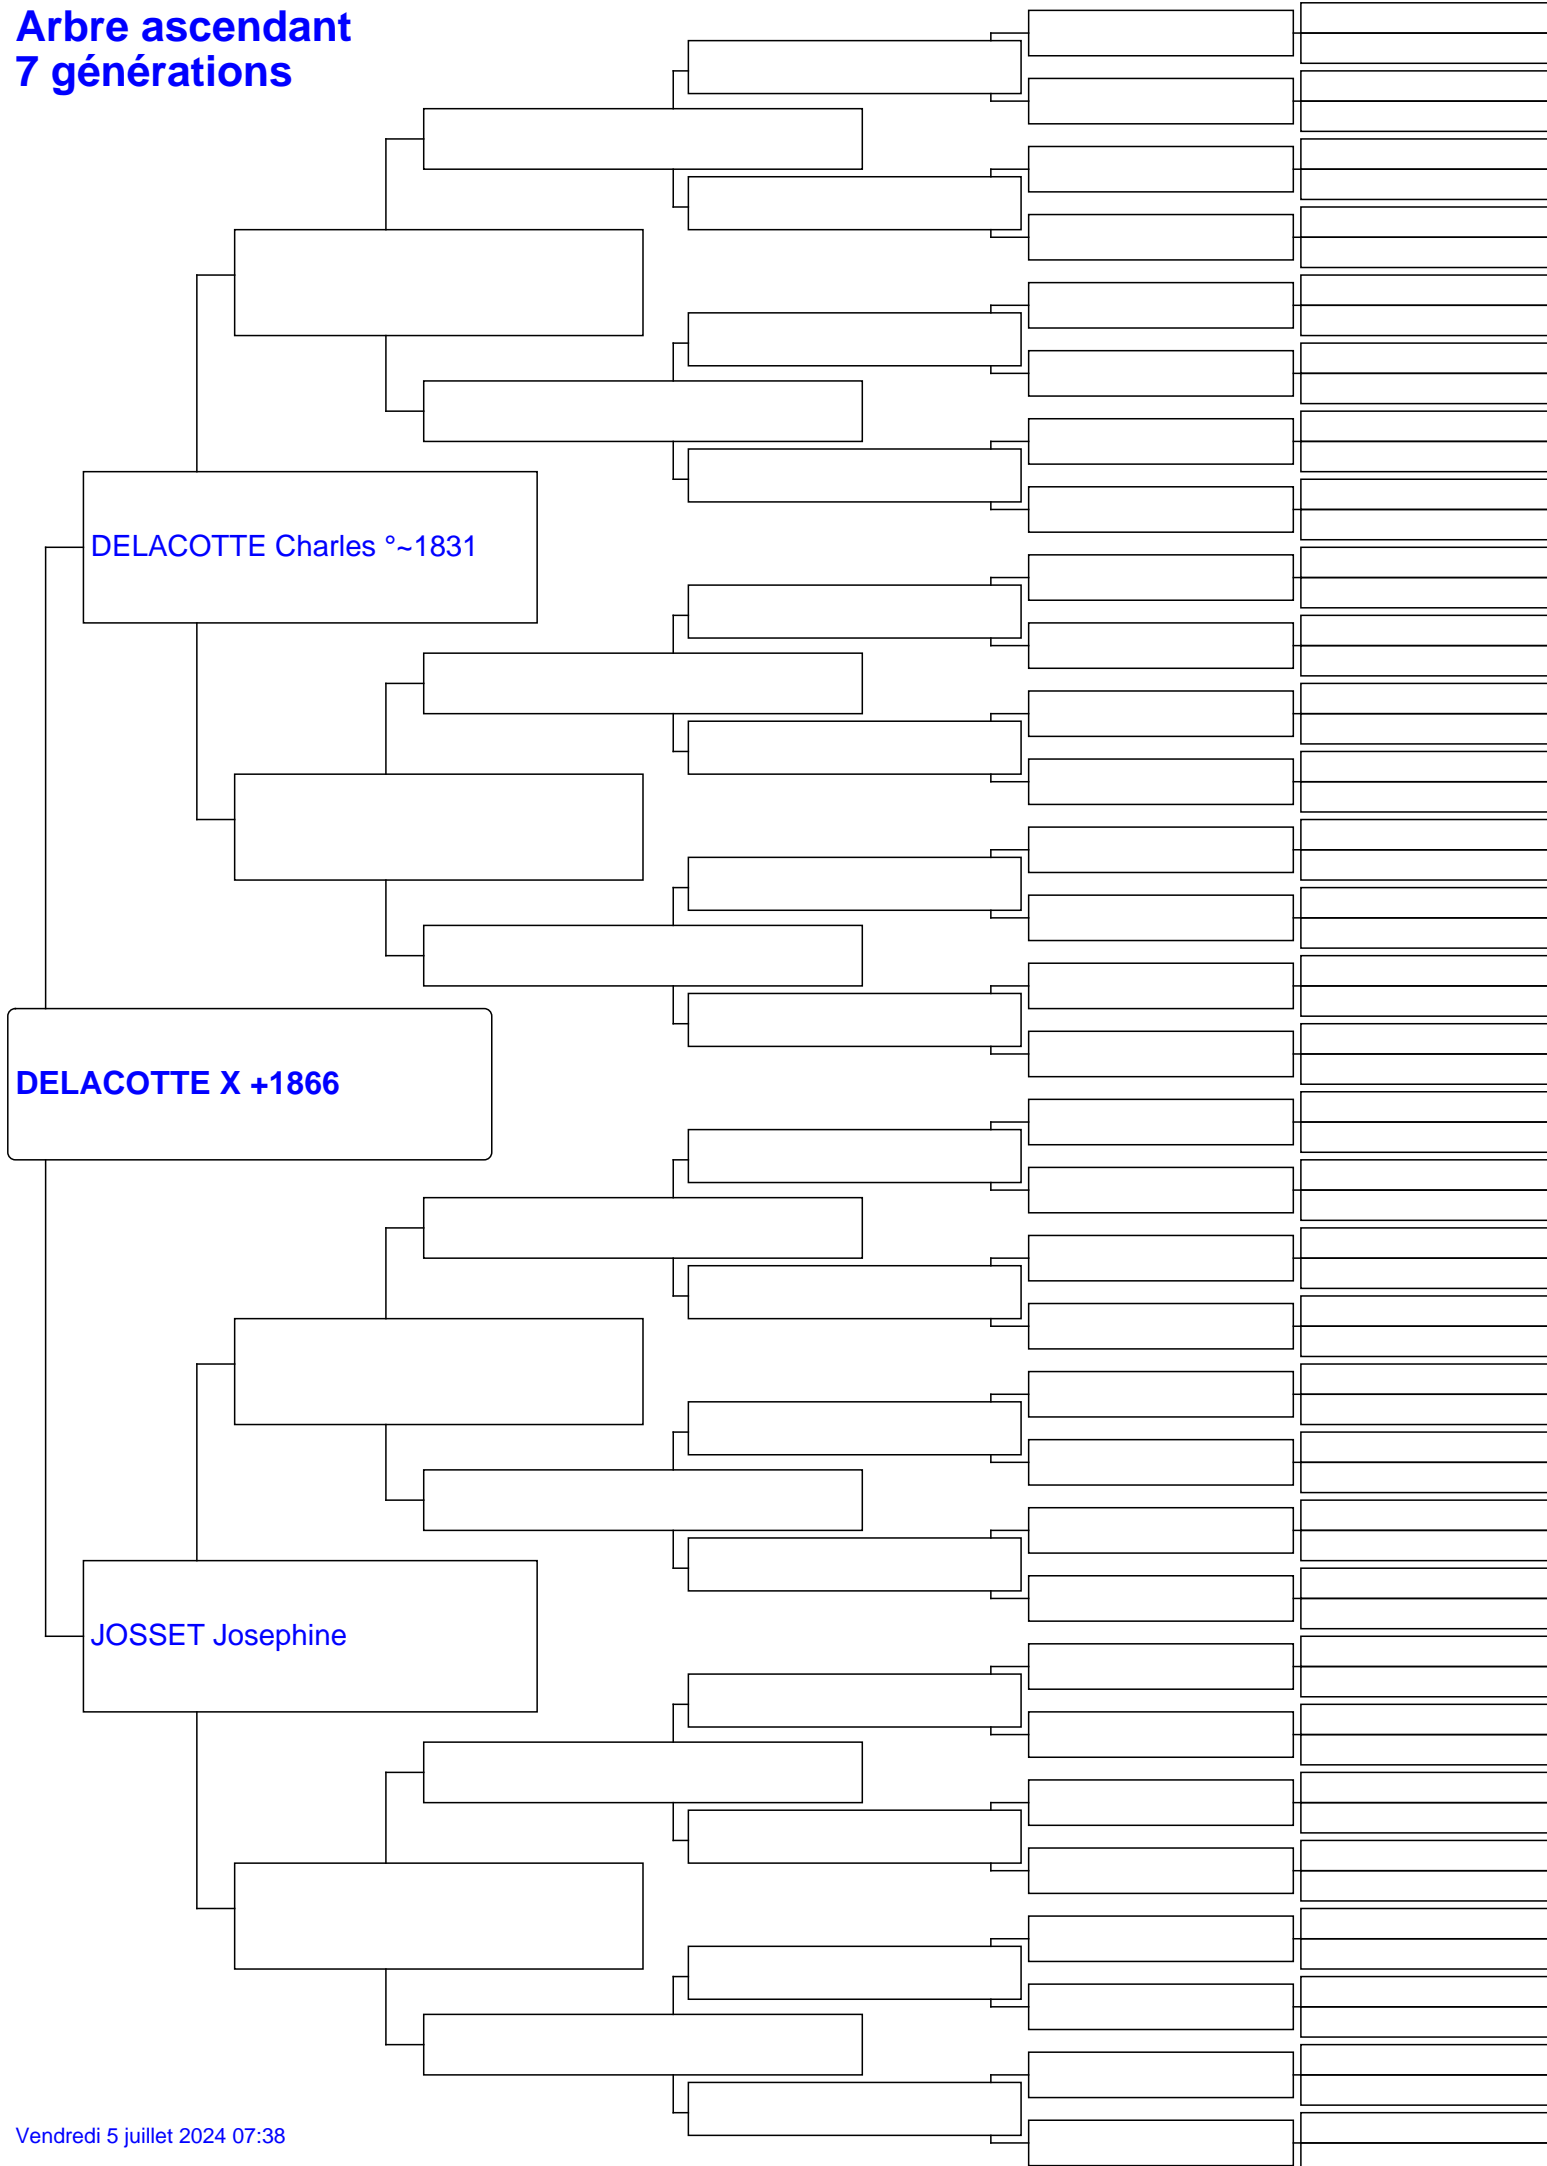 Arbre ascendant
7 générations
DELACOTTE Charles °~1831
DELACOTTE X +1866
JOSSET Josephine
Vendredi 5 juillet 2024 07:38